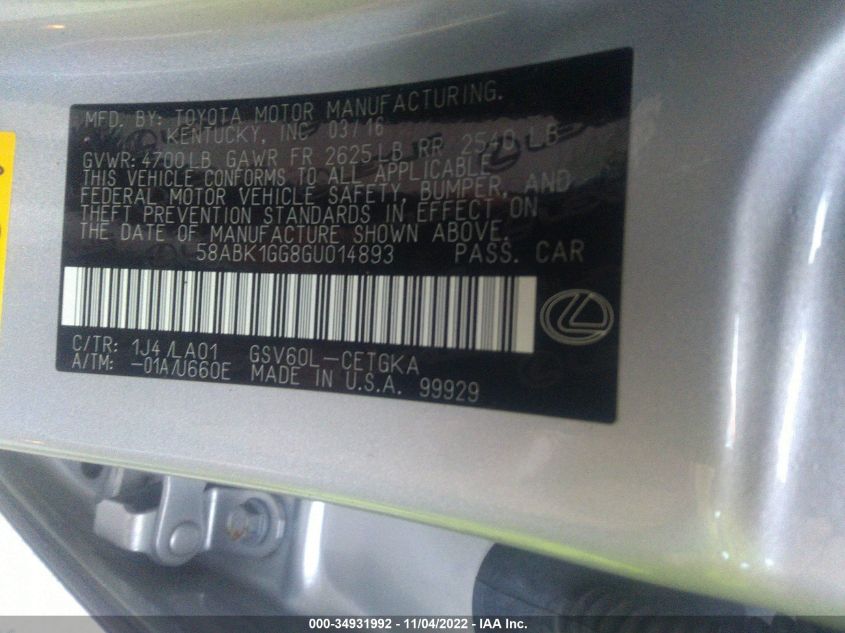 MFD. BY: TOYOTA MOTOR MANUFACTURING.
KENTUCKY, INC 03/16
GVWR: 4700LB GAWR FR 2625LB RR 2540LB
THIS VEHICLE CONFORMS TO ALL APPLICABLE
FEDERAL MOTOR VEHICLE SAFETY, BUMPER, AND
THEFT PREVENTION STANDARDS IN EFFECT ON
THE DATE OF MANUFACTURE SHOWN ABOVE.
58ABK1GG8GU014893 PASS. CAR
C/TR: 1J4/LA01 GSV60L-CETGKA
A/TM: -01A/U660E MADE IN U.S.A. 99929
000-34931992 - 11/04/2022 - IAA Inc.